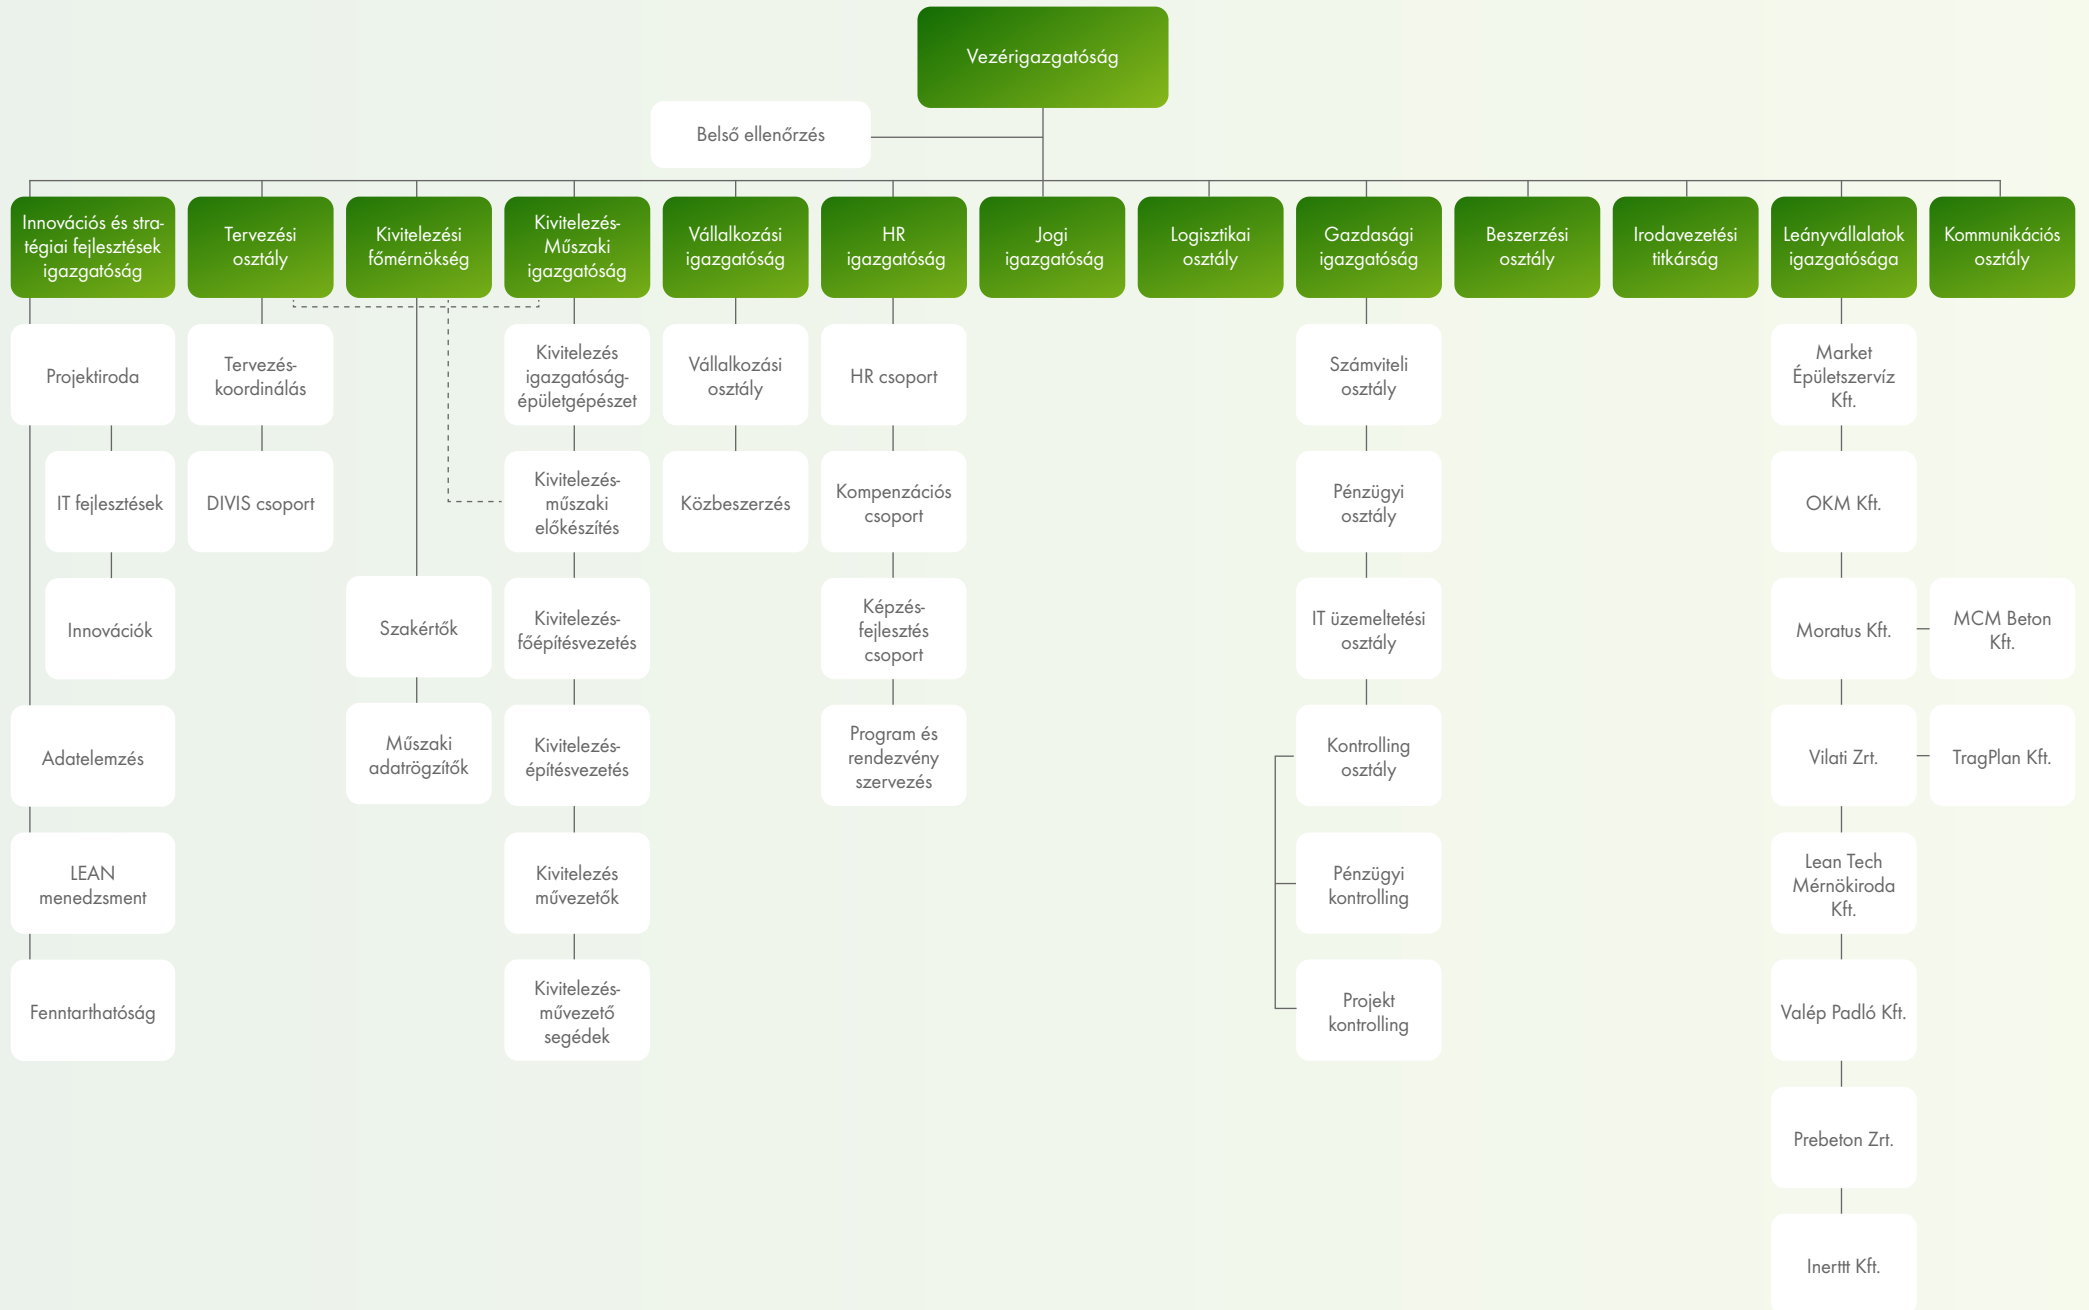 Vezérigazgatóság
Belső ellenőrzés
Innovációs és stra-
tégiai fejlesztések
igazgatóság
Tervezési
osztály
Kivitelezési
főmérnökség
Kivitelezés-
Műszaki
igazgatóság
Vállalkozási
igazgatóság
HR
igazgatóság
Jogi
igazgatóság
Logisztikai
osztály
Gazdasági
igazgatóság
Beszerzési
osztály
Irodavezetési
titkárság
Leányvállalatok
igazgatósága
Kommunikációs
osztály
Projektiroda
Tervezés-
koordinálás
Kivitelezés
igazgatóság-
épületgépészet
Vállalkozási
osztály
HR csoport
Számviteli
osztály
Market
Épületszervíz
Kft.
IT fejlesztések
DIVIS csoport
Kivitelezés-
műszaki
előkészítés
Közbeszerzés
Kompenzációs
csoport
Pénzügyi
osztály
OKM Kft.
Innovációk
Szakértők
Kivitelezés-
főépítésvezetés
Képzés-
fejlesztés
csoport
IT üzemeltetési
osztály
Moratus Kft.
MCM Beton
Kft.
Adatelemzés
Műszaki
adatrögzítők
Kivitelezés-
építésvezetés
Program és
rendezvény
szervezés
Kontrolling
osztály
Vilati Zrt.
TragPlan Kft.
LEAN
menedzsment
Kivitelezés
művezetők
Pénzügyi
kontrolling
Lean Tech
Mérnökiroda
Kft.
Fenntarthatóság
Kivitelezés-
művezető
segédek
Projekt
kontrolling
Valép Padló Kft.
Prebeton Zrt.
Inerttt Kft.